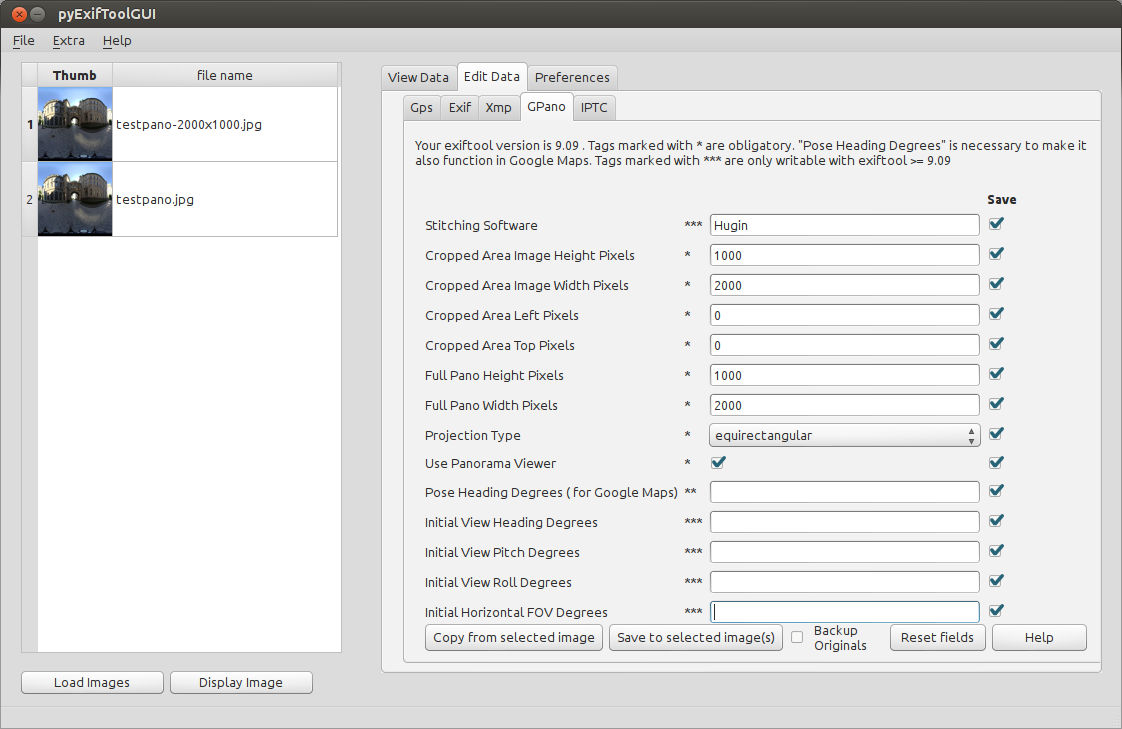 pyExifToolGUI
File Extra Help
Thumb file name
1 testpano-2000x1000.jpg
2 testpano.jpg
Load Images Display Image
View Data Edit Data Preferences
Gps Exif Xmp GPano IPTC
Your exiftool version is 9.09 . Tags marked with * are obligatory. "Pose Heading Degrees" is necessary to make it
also function in Google Maps. Tags marked with *** are only writable with exiftool >= 9.09
Save
Stitching Software *** Hugin
Cropped Area Image Height Pixels * 1000
Cropped Area Image Width Pixels * 2000
Cropped Area Left Pixels * 0
Cropped Area Top Pixels * 0
Full Pano Height Pixels * 1000
Full Pano Width Pixels * 2000
Projection Type * equirectangular
Use Panorama Viewer *
Pose Heading Degrees ( for Google Maps) **
Initial View Heading Degrees ***
Initial View Pitch Degrees ***
Initial View Roll Degrees ***
Initial Horizontal FOV Degrees ***
Copy from selected image Save to selected image(s) Backup
Originals Reset fields Help